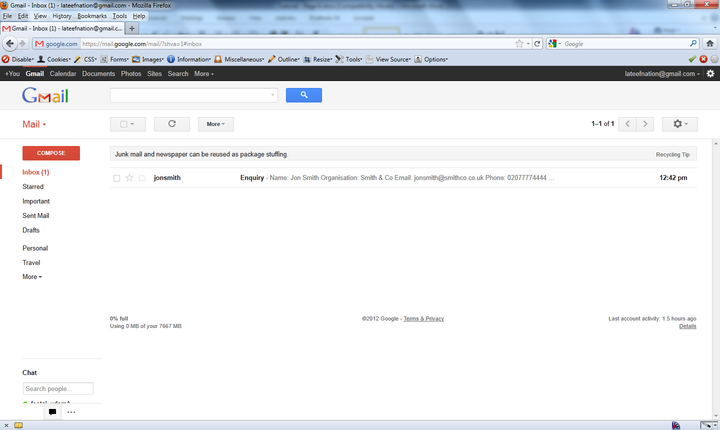 Gmail - Inbox (1) - lateefnation@gmail.com - Mozilla Firefox
File Edit View History Bookmarks Tools Help
Gmail - Inbox (1) - lateefnation@gmail.c...
google.com https://mail.google.com/mail/?shva=1#inbox Google
Disable Cookies CSS Forms Images Information Miscellaneous Outline Resize Tools View Source Options
+You Gmail Calendar Documents Photos Sites Search More lateefnation@gmail.com
Gmail
Mail More 1–1 of 1
COMPOSE
Junk mail and newspaper can be reused as package stuffing. Recycling Tip
Inbox (1)
jonsmith Enquiry - Name: Jon Smith Organisation: Smith & Co Email: jonsmith@smithco.co.uk Phone: 02077774444 ... 12:42 pm
Starred
Important
Sent Mail
Drafts
Personal
Travel
More
0% full
Using 0 MB of your 7667 MB
©2012 Google - Terms & Privacy
Last account activity: 1.5 hours ago
Details
Chat
Search people...